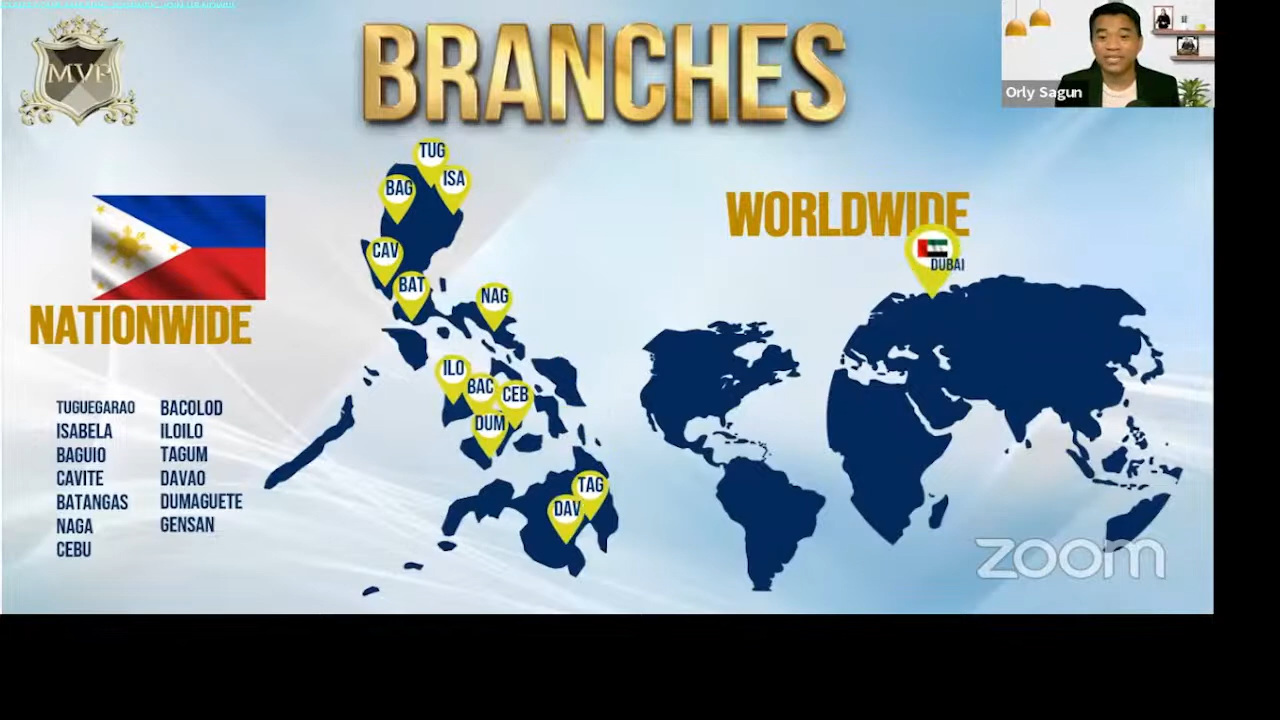 MVP
BRANCHES
Orly Sagun
NATIONWIDE
TUGUEGARAO
ISABELA
BAGUIO
CAVITE
BATANGAS
NAGA
CEBU
BACOLOD
ILOILO
TAGUM
DAVAO
DUMAGUETE
GENSAN
TUG
ISA
BAG
CAV
BAT
NAG
ILO
BAC
CEB
DUM
TAG
DAV
WORLDWIDE
DUBAI
zoom